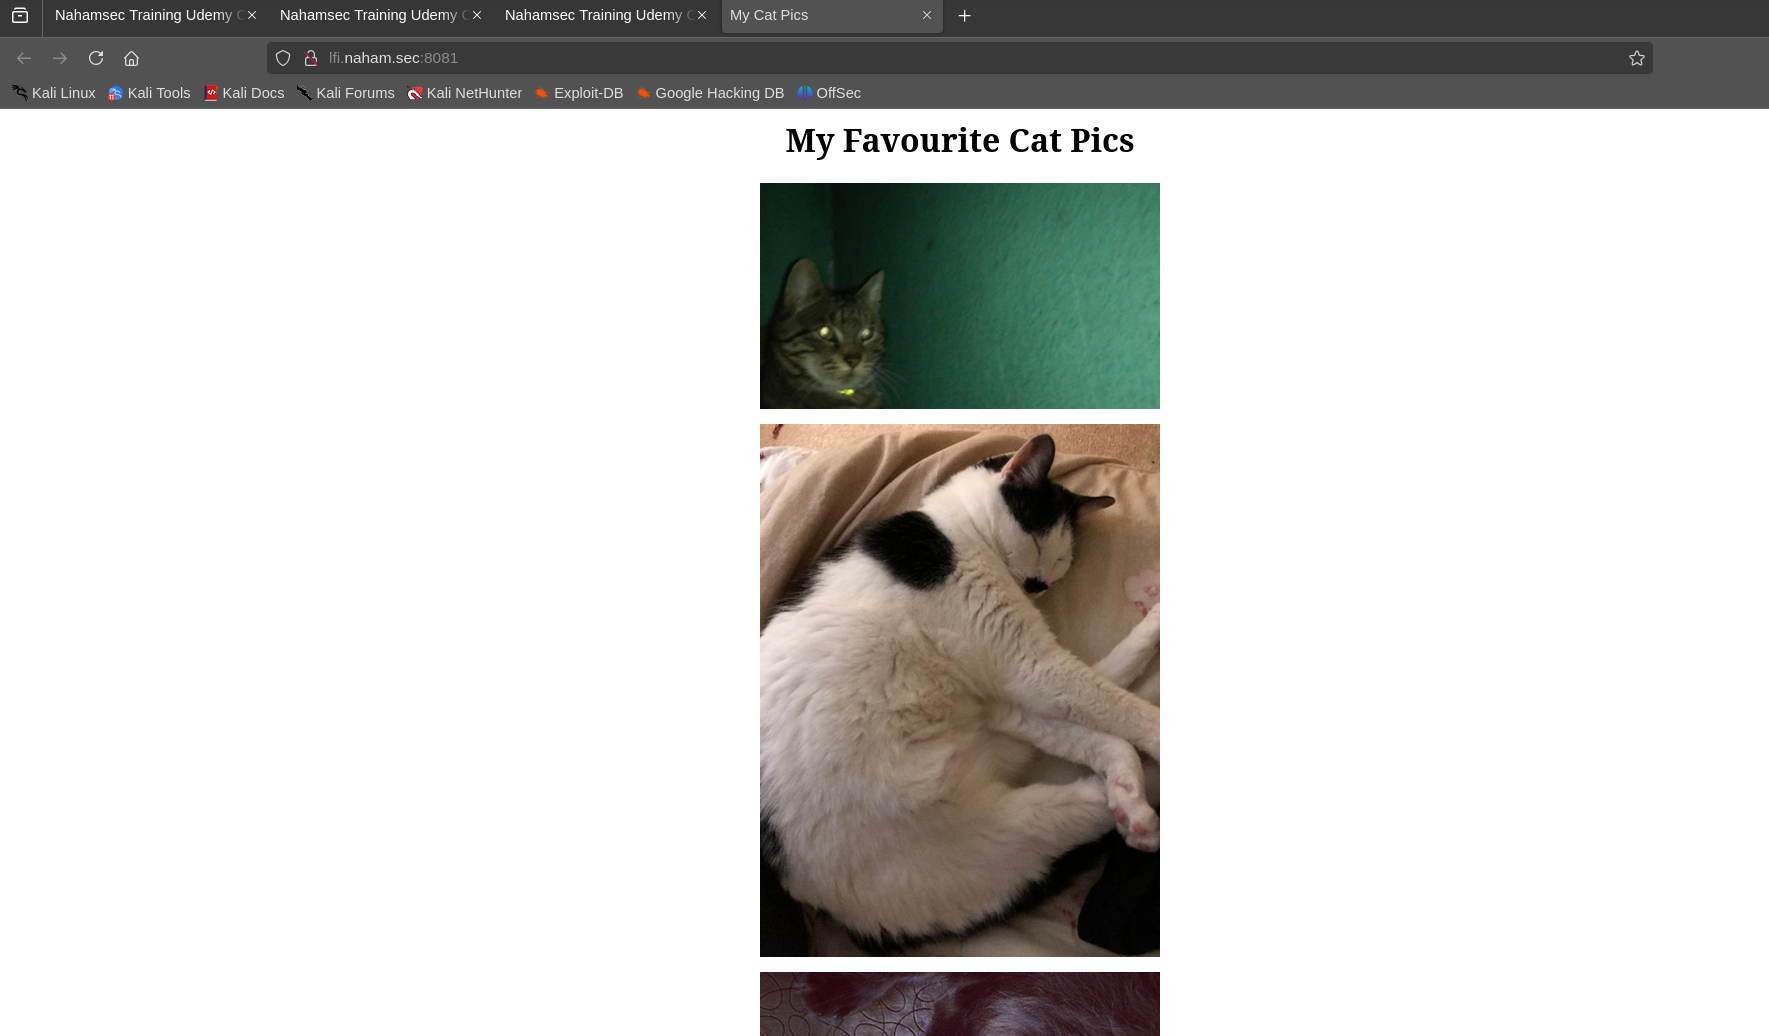 Nahamsec Training Udemy C
Nahamsec Training Udemy C
Nahamsec Training Udemy C
My Cat Pics
lfi.naham.sec:8081
Kali Linux
Kali Tools
Kali Docs
Kali Forums
Kali NetHunter
Exploit-DB
Google Hacking DB
OffSec
My Favourite Cat Pics